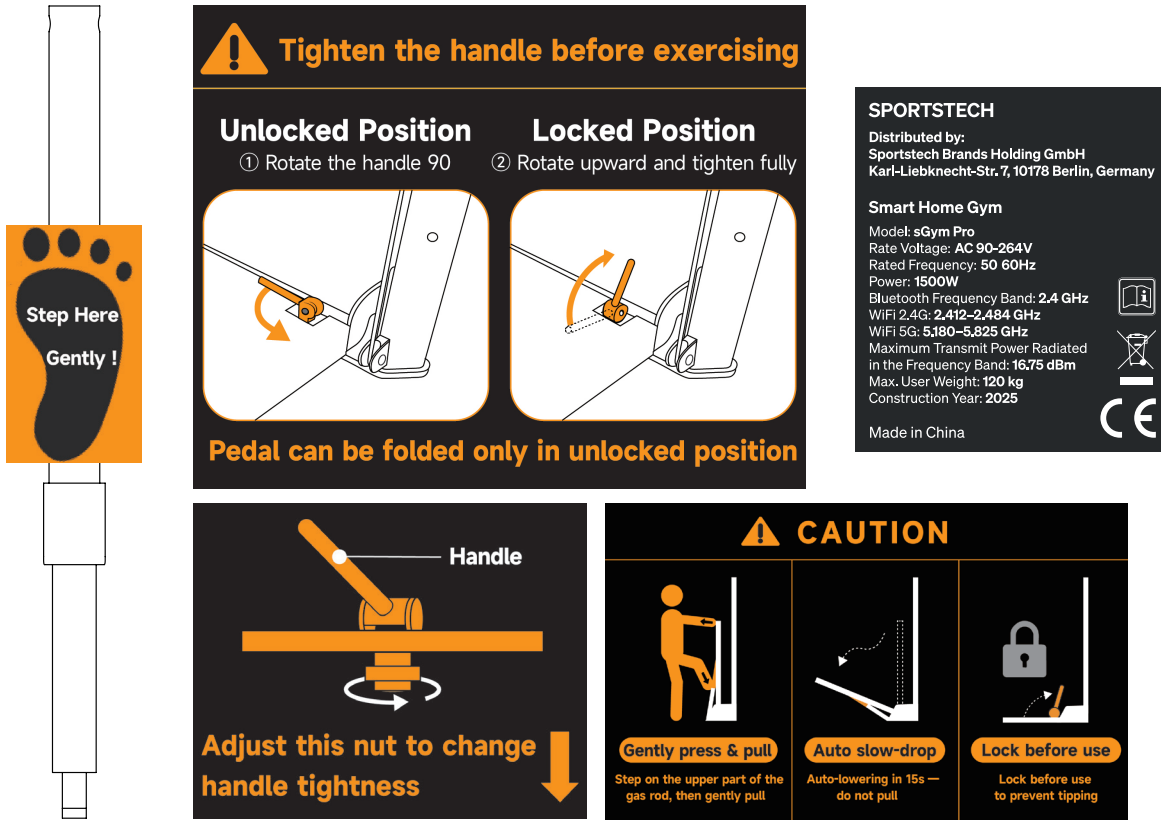 Step Here
Gently !
Tighten the handle before exercising
Unlocked Position
① Rotate the handle 90
Locked Position
② Rotate upward and tighten fully
Pedal can be folded only in unlocked position
SPORTSTECH
Distributed by:
Sportstech Brands Holding GmbH
Karl-Liebknecht-Str. 7, 10178 Berlin, Germany
Smart Home Gym
Model: sGym Pro
Rate Voltage: AC 90-264V
Rated Frequency: 50 60Hz
Power: 1500W
Bluetooth Frequency Band: 2.4 GHz
WiFi 2.4G: 2.412–2.484 GHz
WiFi 5G: 5.180–5.825 GHz
Maximum Transmit Power Radiated
in the Frequency Band: 16.75 dBm
Max. User Weight: 120 kg
Construction Year: 2025
Made in China
CE
Handle
Adjust this nut to change
handle tightness
CAUTION
Gently press & pull
Step on the upper part of the
gas rod, then gently pull
Auto slow-drop
Auto-lowering in 15s —
do not pull
Lock before use
Lock before use
to prevent tipping